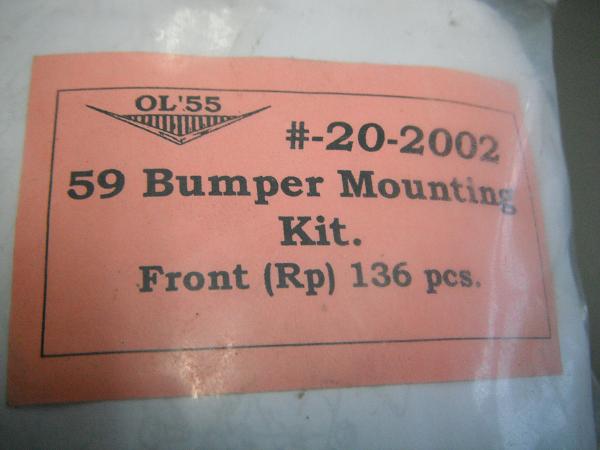 OL'55
#-20-2002
59 Bumper Mounting
Kit.
Front (Rp) 136 pcs.